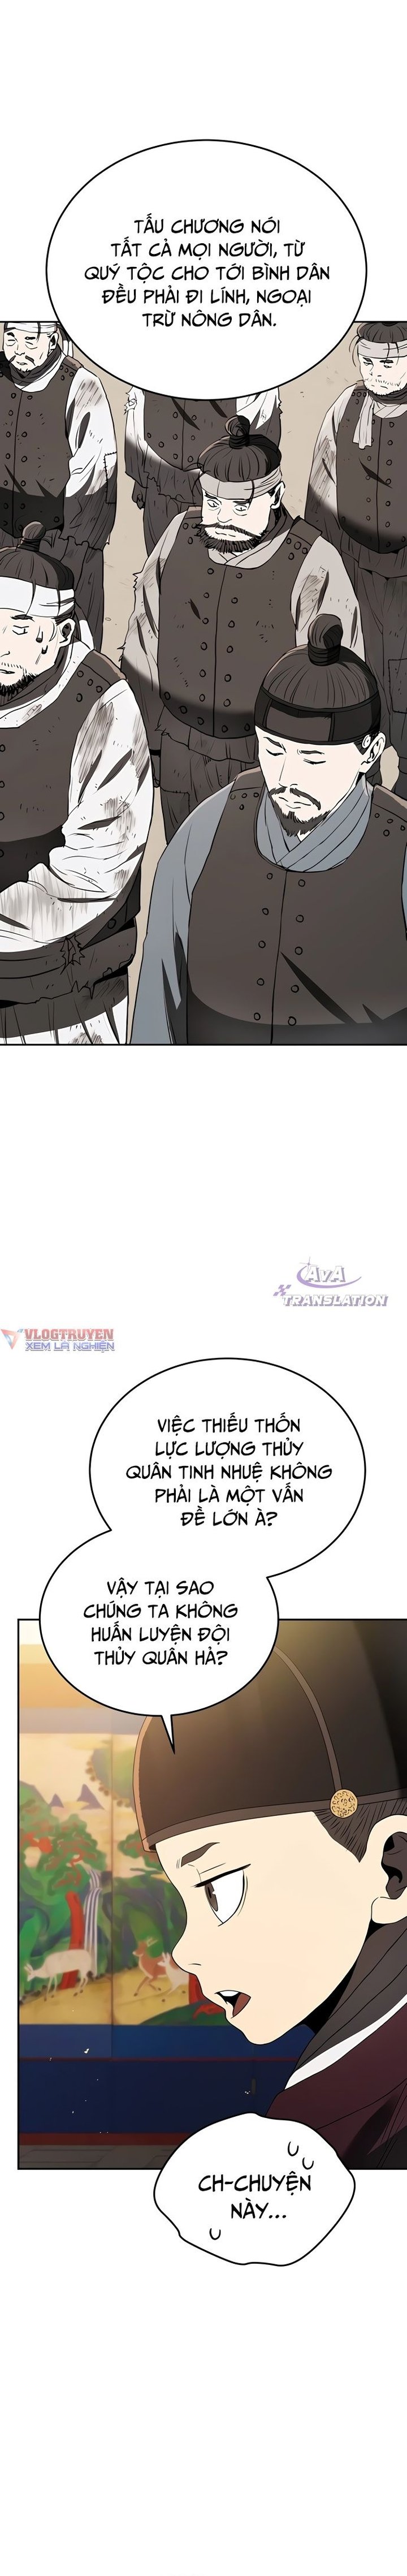 TẤU CHƯƠNG NÓI
TẤT CẢ MỌI NGƯỜI, TỪ
QUÝ TỘC CHO TỚI BÌNH DÂN
ĐỀU PHẢI ĐI LÍNH, NGOẠI
TRỪ NÔNG DÂN.
AVA
TRANSLATION
VLOGTRUYEN
XEM LÀ NGHIỆN
VIỆC THIẾU THỐN
LỰC LƯỢNG THỦY
QUÂN TINH NHUỆ KHÔNG
PHẢI LÀ MỘT VẤN
ĐỀ LỚN À?
VẬY TẠI SAO
CHÚNG TA KHÔNG
HUẤN LUYỆN ĐỘI
THỦY QUÂN HẢ?
CH-CHUYỆN
NÀY...